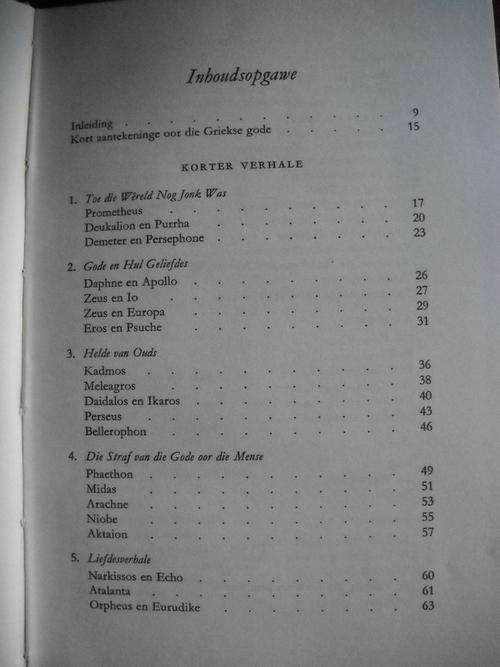 Inhoudsopgawe
Inleiding . . . . . . . . . . 9
Kort aantekeninge oor die Griekse gode . . . . . 15
KORTER VERHALE
1. Toe die Wêreld Nog Jonk Was
Prometheus . . . . . . . . . . 17
Deukalion en Purrha . . . . . . . . 20
Demeter en Persephone . . . . . . . . 23
2. Gode en Hul Geliefdes
Daphne en Apollo . . . . . . . . . 26
Zeus en Io . . . . . . . . . . 27
Zeus en Europa . . . . . . . . . 29
Eros en Psuche . . . . . . . . . 31
3. Helde van Ouds
Kadmos . . . . . . . . . . . 36
Meleagros . . . . . . . . . . 38
Daidalos en Ikaros . . . . . . . . . 40
Perseus . . . . . . . . . . . 43
Bellerophon . . . . . . . . . . 46
4. Die Straf van die Gode oor die Mense
Phaethon . . . . . . . . . . . 49
Midas . . . . . . . . . . . 51
Arachne . . . . . . . . . . . 53
Niobe . . . . . . . . . . . 55
Aktaion . . . . . . . . . . . 57
5. Liefdesverhale
Narkissos en Echo . . . . . . . . . 60
Atalanta . . . . . . . . . . . 61
Orpheus en Eurudike . . . . . . . . 63